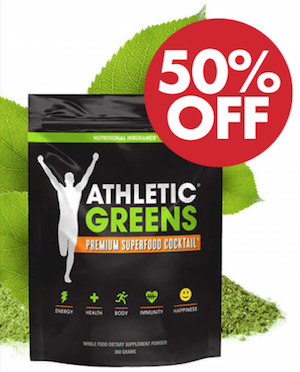 50%
OFF
NUTRITIONAL INSURANCE
ATHLETIC®
GREENS
PREMIUM SUPERFOOD COCKTAIL
ENERGY HEALTH BODY IMMUNITY HAPPINESS
WHOLE FOOD DIETARY SUPPLEMENT POWDER
360 GRAMS